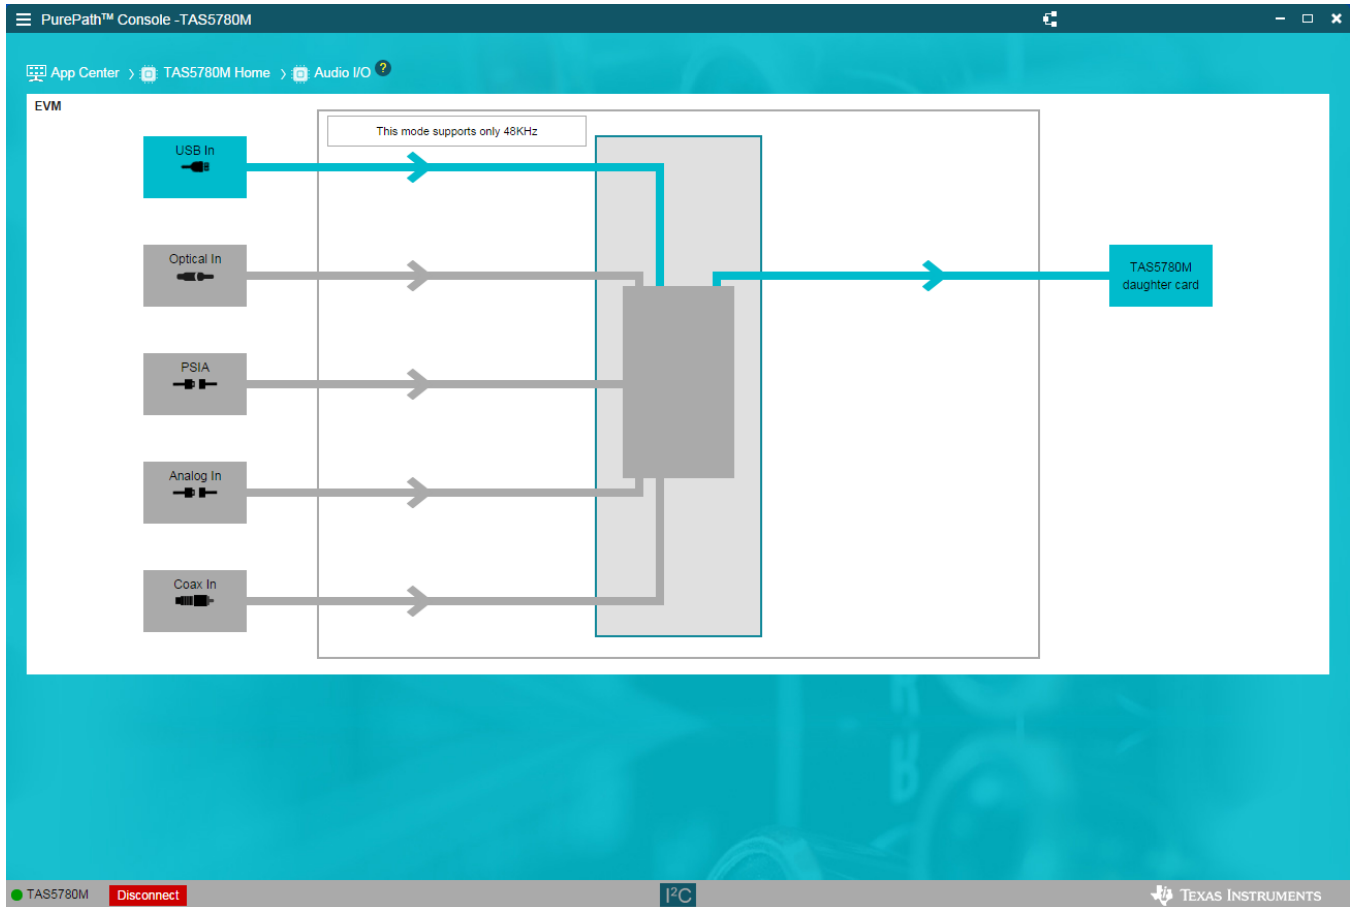 PurePath™ Console -TAS5780M
App Center > TAS5780M Home > Audio I/O ?
EVM
This mode supports only 48KHz
USB In
Optical In
TAS5780M
daughter card
PSIA
Analog In
Coax In
TAS5780M Disconnect I²C TEXAS INSTRUMENTS